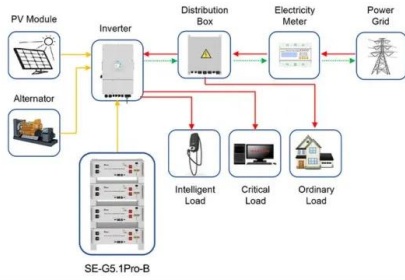 PV Module
Inverter
Distribution
Box
Electricity
Meter
Power
Grid
Alternator
Intelligent
Load
Critical
Load
Ordinary
Load
SE-G5.1Pro-B